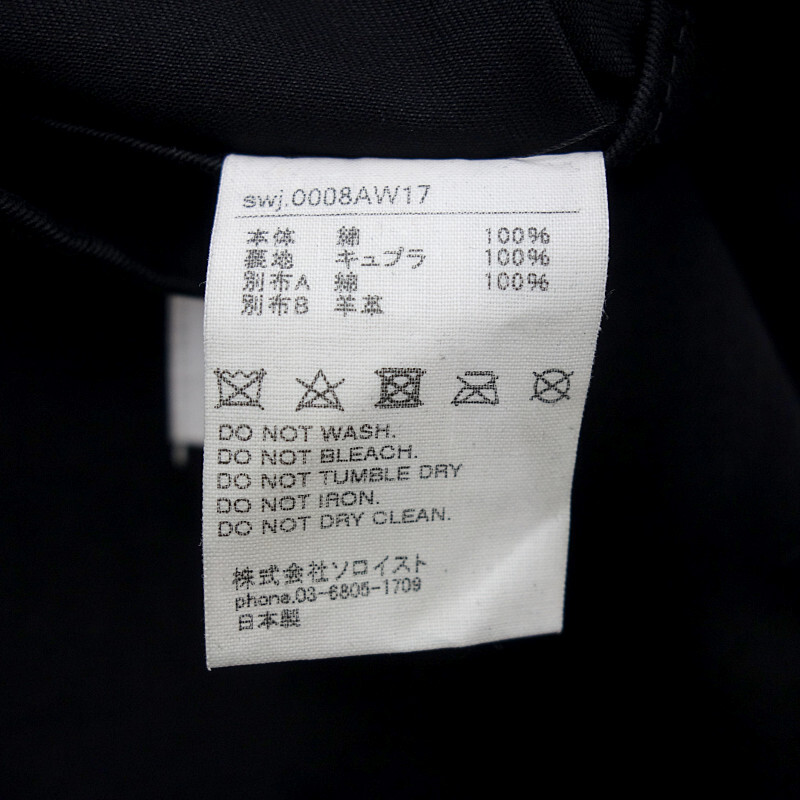 swj.0008AW17
本体 綿 100%
裏地 キュプラ 100%
別布A 綿 100%
別布B 羊革
DO NOT WASH.
DO NOT BLEACH.
DO NOT TUMBLE DRY
DO NOT IRON.
DO NOT DRY CLEAN.
株式会社ソロイスト
phone.03-6805-1709
日本製